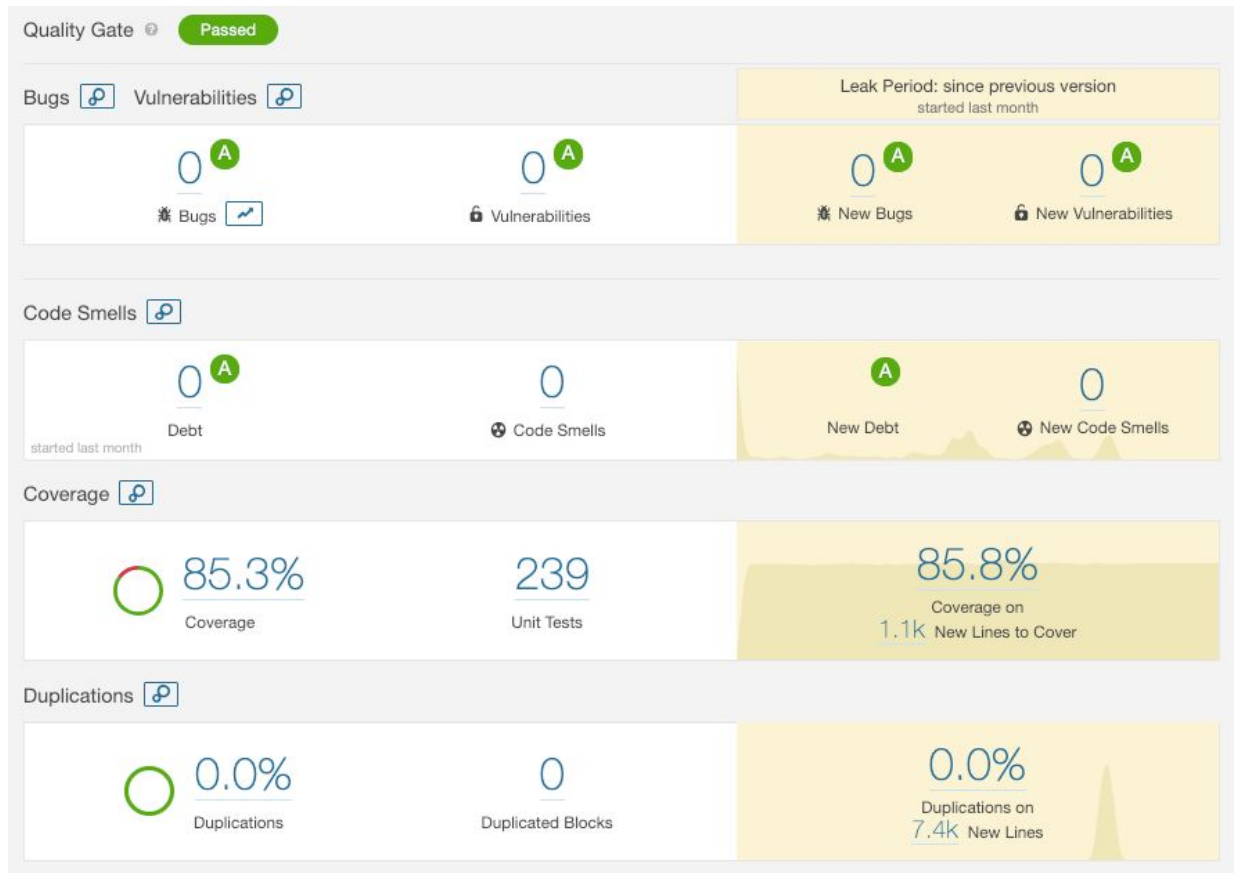 Quality Gate ? Passed
Bugs Vulnerabilities
Leak Period: since previous version
started last month
0 A 0 A 0 A 0 A
Bugs Vulnerabilities New Bugs New Vulnerabilities
Code Smells
0 A 0 A 0
Debt Code Smells New Debt New Code Smells
started last month
Coverage
85.3% 239 85.8%
Coverage Unit Tests Coverage on
1.1k New Lines to Cover
Duplications
0.0% 0 0.0%
Duplications Duplicated Blocks Duplications on
7.4k New Lines